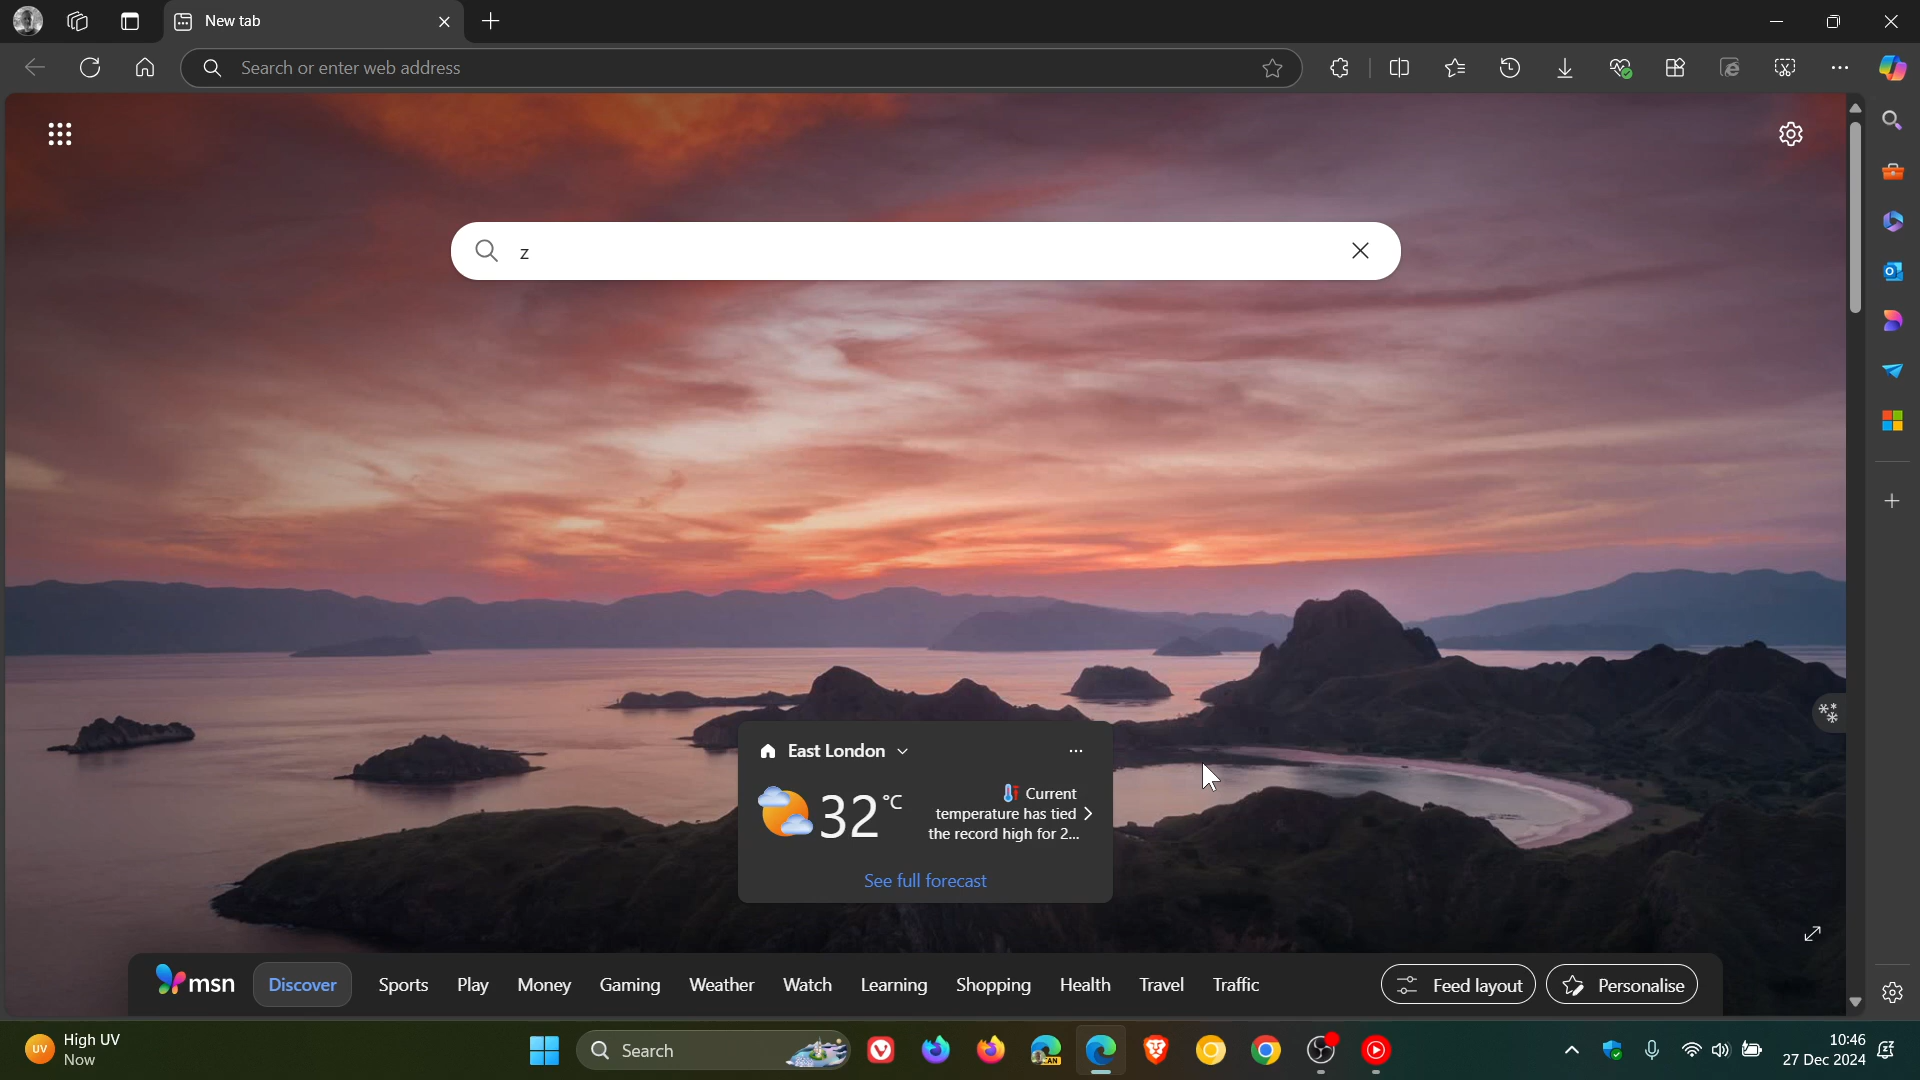 New tab
Search or enter web address
z
East London
32 °C
Current
temperature has tied
the record high for 2...
See full forecast
msn Discover Sports Play Money Gaming Weather Watch Learning Shopping Health Travel Traffic Feed layout Personalise
UV High UV
Now
Search
CAN
10:46
27 Dec 2024